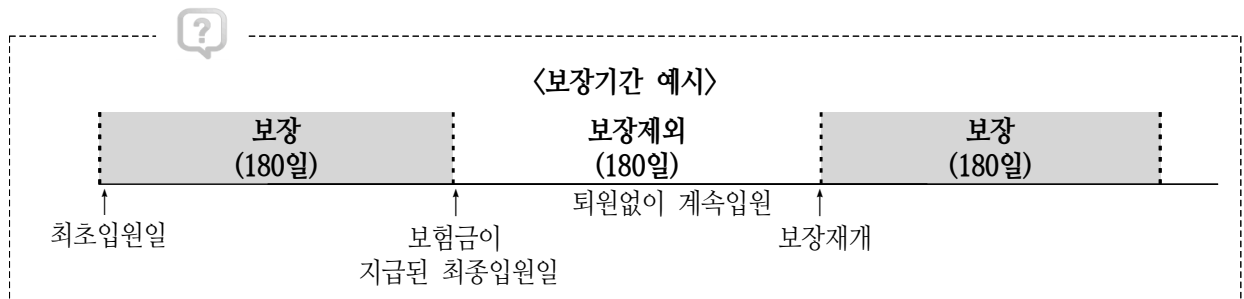 ?
〈보장기간 예시〉
보장 보장제외 보장
(180일) (180일) (180일)
퇴원없이 계속입원
최초입원일 보험금이 보장재개
지급된 최종입원일